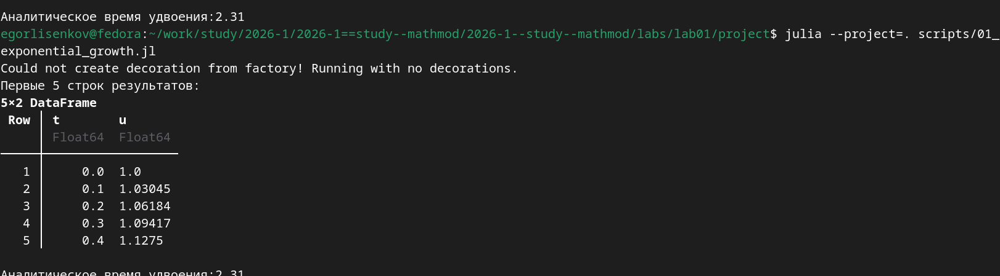 Аналитическое время удвоения:2.31
egorlisenkov@fedora:~/work/study/2026-1/2026-1==study--mathmod/2026-1--study--mathmod/labs/lab01/project$ julia --project=. scripts/01_
exponential_growth.jl
Could not create decoration from factory! Running with no decorations.
Первые 5 строк результатов:
5×2 DataFrame
Row t u
Float64 Float64
1 0.0 1.0
2 0.1 1.03045
3 0.2 1.06184
4 0.3 1.09417
5 0.4 1.1275
Аналитическое время удвоения:2.31